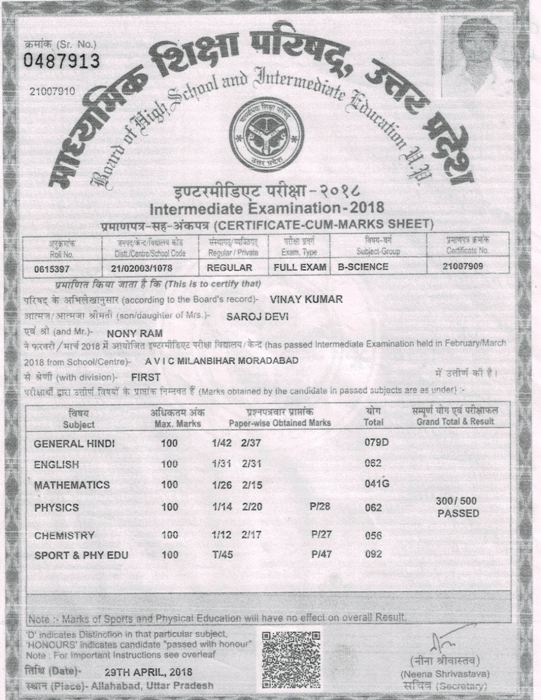 क्रमांक (Sr. No.)
0487913
21007910
माध्यमिक शिक्षा परिषद, उत्तर प्रदेश
Board of High School and Intermediate Education U.P.
इण्टरमीडिएट परीक्षा-२०१८
Intermediate Examination-2018
प्रमाणपत्र-सह-अंकपत्र (CERTIFICATE-CUM-MARKS SHEET)
अनुक्रमांक जनपद/केन्द्र/विद्यालय कोड संस्थागत/व्यक्तिगत परीक्षा प्रकार विषय-वर्ग प्रमाणपत्र क्रमांक
Roll No. Distt./Centre/School Code Regular / Private Exam. Type Subject-Group Certificate No.
0615397 21/02003/1078 REGULAR FULL EXAM B-SCIENCE 21007909
प्रमाणित किया जाता है कि (This is to certify that)
परिषद के अभिलेखानुसार (according to the Board's record)- VINAY KUMAR
आत्मज/आत्मजा श्रीमती (son/daughter of Mrs.)- SAROJ DEVI
एवं श्री (and Mr.)- NONY RAM
ने फरवरी/मार्च 2018 में आयोजित इण्टरमीडिएट परीक्षा विद्यालय/केन्द्र (has passed Intermediate Examination held in February/March
2018 from School/Centre)- A V I C MILANBIHAR MORADABAD
से श्रेणी (with division)- FIRST में उत्तीर्ण की है।
परीक्षार्थी द्वारा उत्तीर्ण विषयों के प्राप्तांक निम्नवत हैं (Marks obtained by the candidate in passed subjects are as under) :-
विषय अधिकतम अंक प्रश्नपत्रवार प्राप्तांक योग सम्पूर्ण योग एवं परीक्षाफल
Subject Max. Marks Paper-wise Obtained Marks Total Grand Total & Result
GENERAL HINDI 100 1/42 2/37 079D
ENGLISH 100 1/31 2/31 062
MATHEMATICS 100 1/26 2/15 041G
PHYSICS 100 1/14 2/20 P/28 062 300/500
PASSED
CHEMISTRY 100 1/12 2/17 P/27 056
SPORT & PHY EDU 100 T/45 P/47 092
Note :- Marks of Sports and Physical Education will have no effect on overall Result.
'D' indicates Distinction in that particular subject.
'HONOURS' indicates candidate "passed with honour"
Note : For Important Instructions see overleaf
तिथि (Date)- 29TH APRIL, 2018
स्थान (Place)- Allahabad, Uttar Pradesh
(नीना श्रीवास्तव)
(Neena Shrivastava)
सचिव (Secretary)